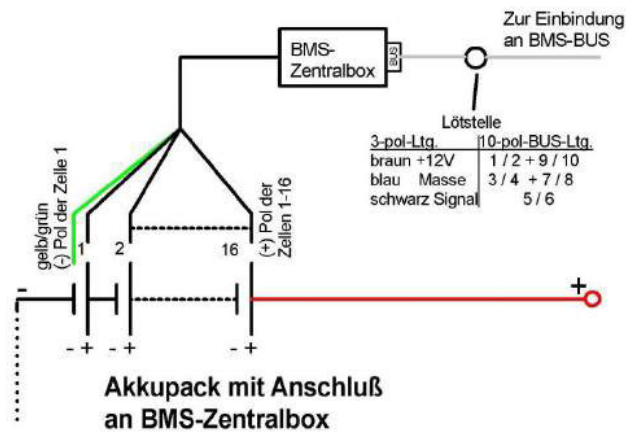 Zur Einbindung
an BMS-BUS
BMS-
Zentralbox
BUS
Lötstelle
3-pol-Ltg. 10-pol-BUS-Ltg.
braun +12V 1 / 2 + 9 / 10
blau Masse 3 / 4 + 7 / 8
schwarz Signal 5 / 6
gelb/grün
(-) Pol der Zelle 1
1
2
16
(+) Pol der
Zellen 1-16
-
+
- +
- +
- +
Akkupack mit Anschluß
an BMS-Zentralbox